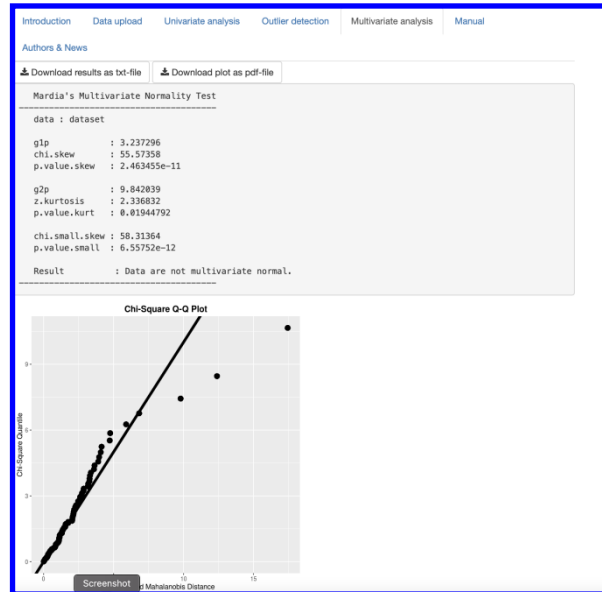 Introduction Data upload Univariate analysis Outlier detection Multivariate analysis Manual
Authors & News
Download results as txt-file Download plot as pdf-file
Mardia's Multivariate Normality Test
---------------------------------------
data : dataset
g1p : 3.237296
chi.skew : 55.57358
p.value.skew : 2.463455e-11
g2p : 9.842039
z.kurtosis : 2.336832
p.value.kurt : 0.01944792
chi.small.skew : 58.31364
p.value.small : 6.55752e-12
Result : Data are not multivariate normal.
---------------------------------------
Chi-Square Q-Q Plot
9
6
3
0
Chi-Square Quantile
0 10 15
Screenshot
d Mahalanobis Distance